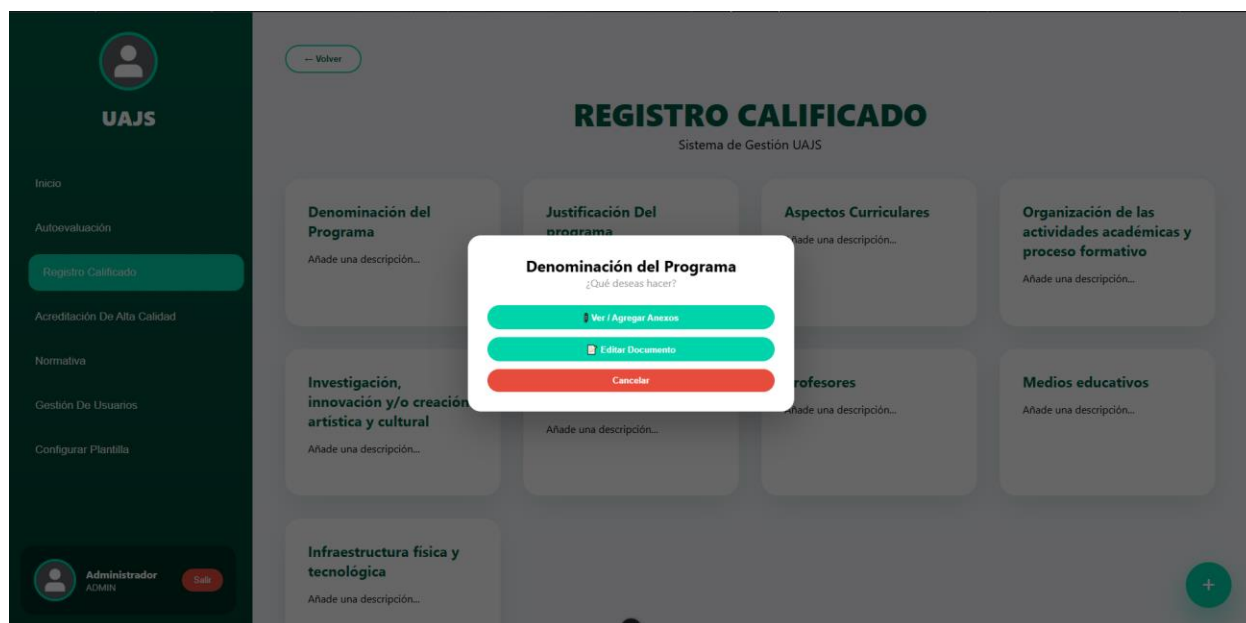 UAJS
Inicio
Autoevaluación
Registro Calificado
Acreditación De Alta Calidad
Normativa
Gestión De Usuarios
Configurar Plantilla
Administrador
ADMIN
Salir
← Volver
REGISTRO CALIFICADO
Sistema de Gestión UAJS
Denominación del
Programa
Añade una descripción...
Justificación Del
programa
Aspectos Curriculares
Añade una descripción...
Organización de las
actividades académicas y
proceso formativo
Añade una descripción...
Denominación del Programa
¿Qué deseas hacer?
Ver / Agregar Anexos
Editar Documento
Cancelar
Investigación,
innovación y/o creación
artística y cultural
Añade una descripción...
Añade una descripción...
rofesores
Añade una descripción...
Medios educativos
Añade una descripción...
Infraestructura física y
tecnológica
Añade una descripción...
+